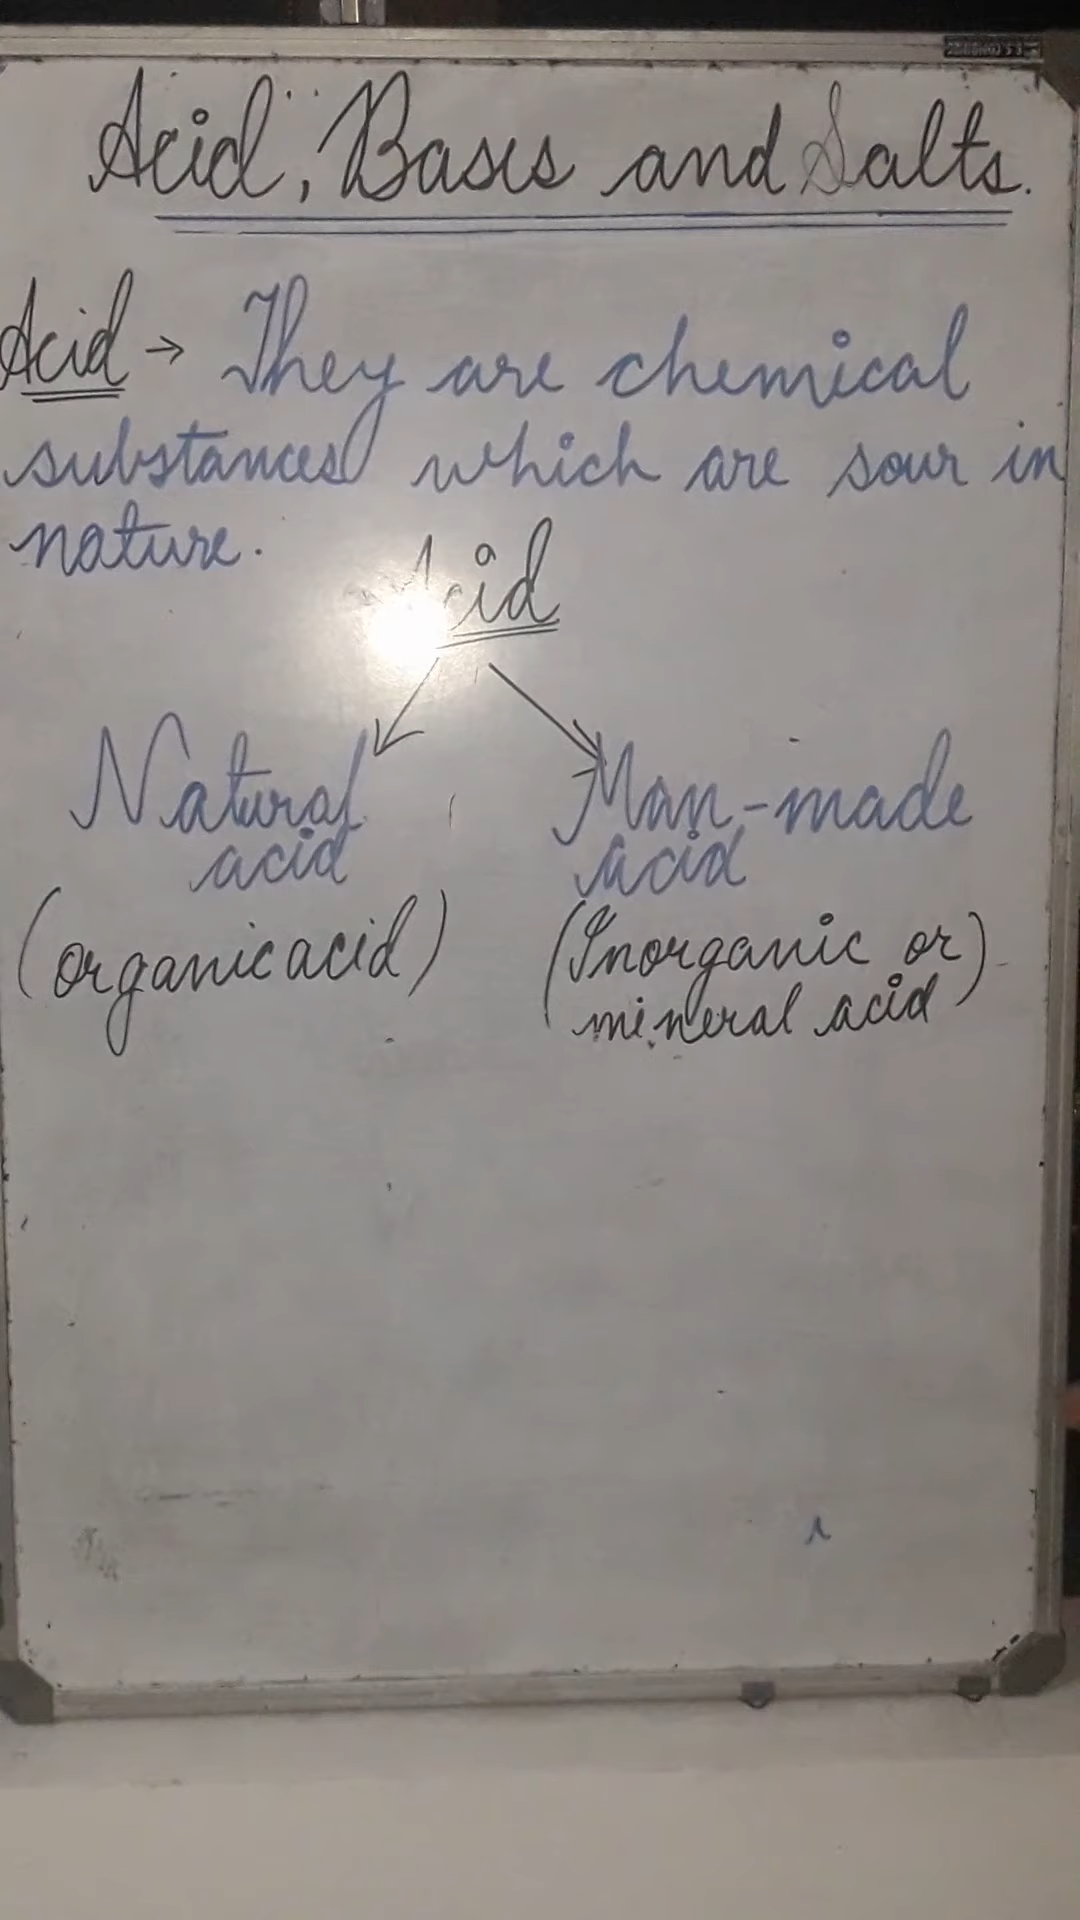 Acid, Bases and Salts.
Acid → They are chemical
substances which are sour in
nature.
Acid
Natural acid
(organic acid)
Man-made acid
(Inorganic or mineral acid)